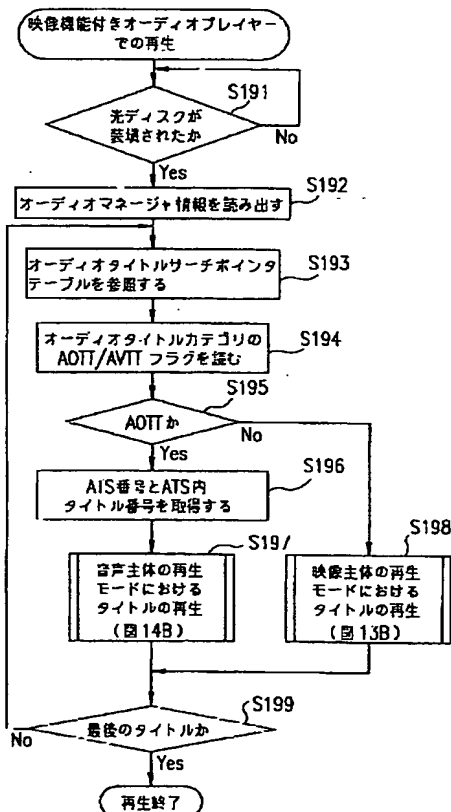 映像機能付きオーディオプレイヤー
での再生
S191
光ディスクが
装填されたか
No
Yes
S192
オーディオマネージャ情報を読み出す
S193
オーディオタイトルサーチポインタ
テーブルを参照する
S194
オーディオタイトルカテゴリの
AOTT/AVTTフラグを読む
S195
AOTTか
No
Yes
S196
ATS番号とATS内
タイトル番号を取得する
S197
音声主体の再生
モードにおける
タイトルの再生
(図14B)
S198
映像主体の再生
モードにおける
タイトルの再生
(図13B)
S199
最後のタイトルか
No
Yes
再生終了